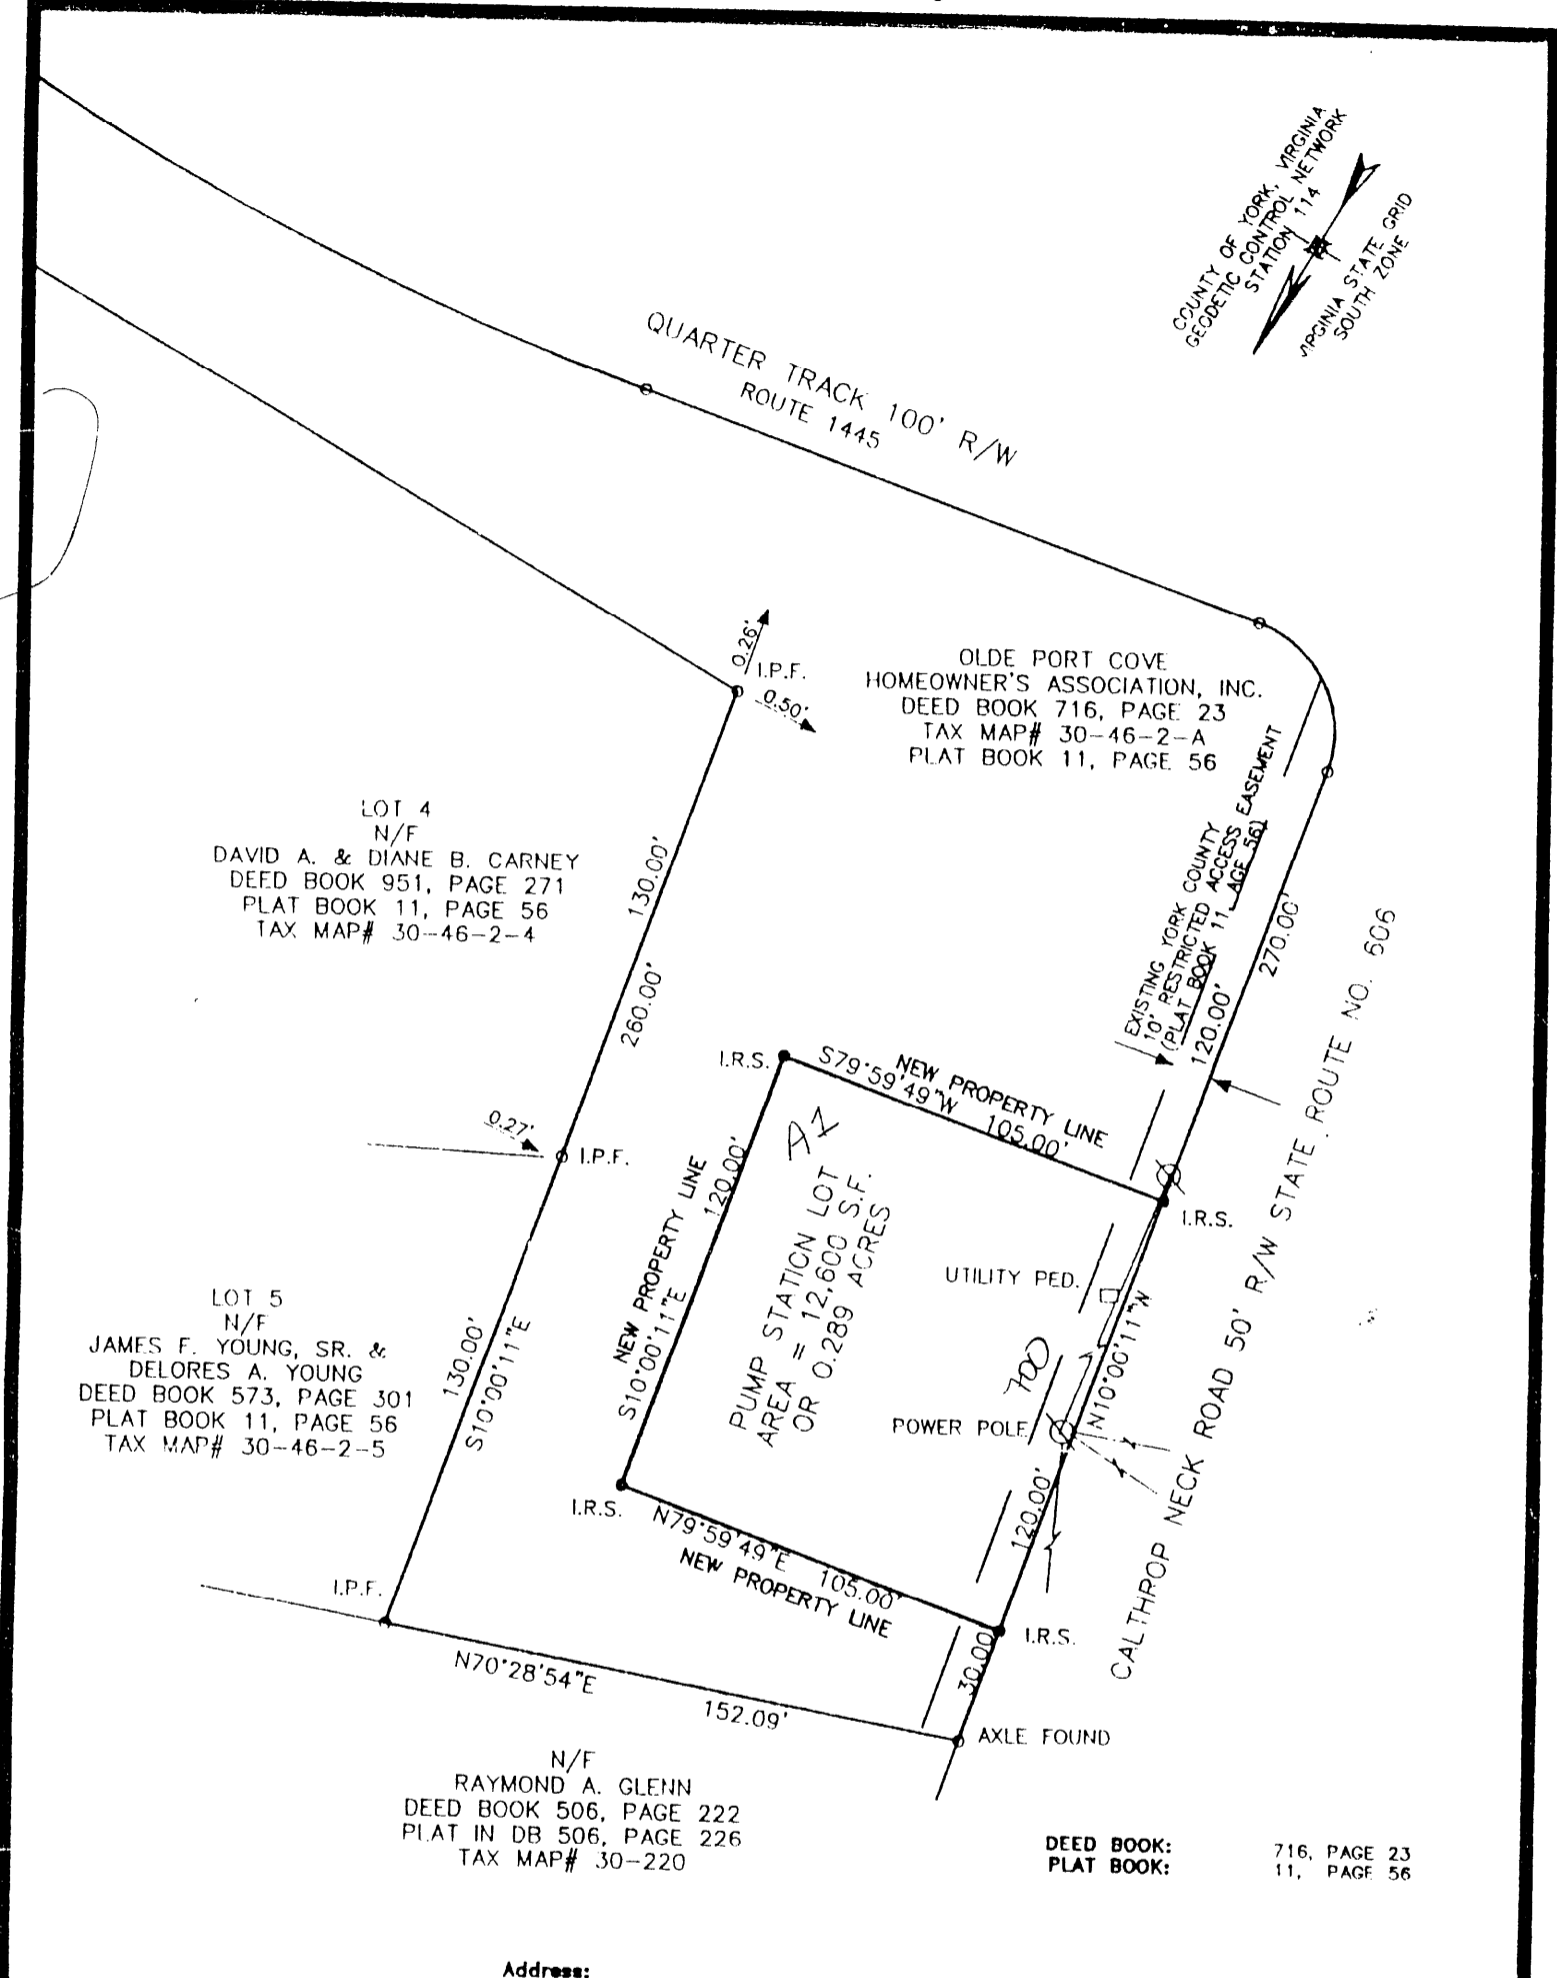 COUNTY OF YORK, VIRGINIA
GEODETIC CONTROL NETWORK
STATION 114
VIRGINIA STATE GRID
SOUTH ZONE
QUARTER TRACK 100' R/W
ROUTE 1445
0.26'
I.P.F.
0.50'
OLDE PORT COVE
HOMEOWNER'S ASSOCIATION, INC.
DEED BOOK 716, PAGE 23
TAX MAP# 30-46-2-A
PLAT BOOK 11, PAGE 56
LOT 4
N/F
DAVID A. & DIANE B. CARNEY
DEED BOOK 951, PAGE 271
PLAT BOOK 11, PAGE 56
TAX MAP# 30-46-2-4
130.00'
260.00'
EXISTING YORK COUNTY
10' RESTRICTED ACCESS EASEMENT
(PLAT BOOK 11, PAGE 56)
270.00'
120.00'
I.R.S.
NEW PROPERTY LINE
S79°59'49"W 105.00'
0.27'
I.P.F.
A1
NEW PROPERTY LINE
S10°00'11"E 120.00'
PUMP STATION LOT
AREA = 12,600 S.F.
OR 0.289 ACRES
I.R.S.
UTILITY PED.
700
POWER POLE
N10°00'11"W
120.00'
CALTHROP NECK ROAD 50' R/W STATE ROUTE NO. 606
LOT 5
N/F
JAMES F. YOUNG, SR. &
DELORES A. YOUNG
DEED BOOK 573, PAGE 301
PLAT BOOK 11, PAGE 56
TAX MAP# 30-46-2-5
130.00'
S10°00'11"E
I.R.S.
N79°59'49"E 105.00'
NEW PROPERTY LINE
I.P.F.
I.R.S.
30.00'
N70°28'54"E
152.09'
AXLE FOUND
N/F
RAYMOND A. GLENN
DEED BOOK 506, PAGE 222
PLAT IN DB 506, PAGE 226
TAX MAP# 30-220
DEED BOOK: 716, PAGE 23
PLAT BOOK: 11, PAGE 56
Address: